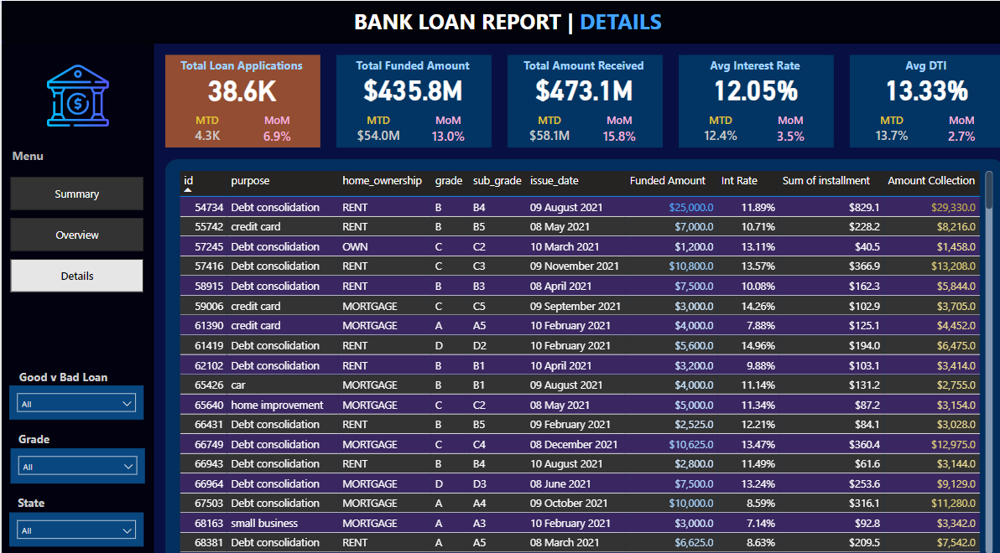 BANK LOAN REPORT | DETAILS
Total Loan Applications
38.6K
MTD MoM
4.3K 6.9%
Total Funded Amount
$435.8M
MTD MoM
$54.0M 13.0%
Total Amount Received
$473.1M
MTD MoM
$58.1M 15.8%
Avg Interest Rate
12.05%
MTD MoM
12.4% 3.5%
Avg DTI
13.33%
MTD MoM
13.7% 2.7%
$
Menu
Summary
Overview
Details
Good v Bad Loan
All
Grade
All
State
All
id purpose home_ownership grade sub_grade issue_date Funded Amount Int Rate Sum of installment Amount Collection
54734 Debt consolidation RENT B B4 09 August 2021 $25,000.0 11.89% $829.1 $29,330.0
55742 credit card RENT B B5 08 May 2021 $7,000.0 10.71% $228.2 $8,216.0
57245 Debt consolidation OWN C C2 10 March 2021 $1,200.0 13.11% $40.5 $1,458.0
57416 Debt consolidation RENT C C3 09 November 2021 $10,800.0 13.57% $366.9 $13,208.0
58915 Debt consolidation RENT B B3 08 April 2021 $7,500.0 10.08% $162.3 $5,844.0
59006 credit card MORTGAGE C C5 09 September 2021 $3,000.0 14.26% $102.9 $3,705.0
61390 credit card MORTGAGE A A5 10 February 2021 $4,000.0 7.88% $125.1 $4,452.0
61419 Debt consolidation RENT D D2 10 February 2021 $5,600.0 14.96% $194.0 $6,475.0
62102 Debt consolidation RENT B B1 10 April 2021 $3,200.0 9.88% $103.1 $3,414.0
65426 car MORTGAGE B B1 09 August 2021 $4,000.0 11.14% $131.2 $2,755.0
65640 home improvement MORTGAGE C C2 08 May 2021 $5,000.0 11.34% $87.2 $3,154.0
66431 Debt consolidation RENT B B5 09 February 2021 $2,525.0 12.21% $84.1 $3,028.0
66749 Debt consolidation MORTGAGE C C4 08 December 2021 $10,625.0 13.47% $360.4 $12,975.0
66943 Debt consolidation RENT B B4 10 August 2021 $2,800.0 11.49% $61.6 $3,144.0
66964 Debt consolidation MORTGAGE D D3 08 June 2021 $7,500.0 13.24% $253.6 $9,129.0
67503 Debt consolidation MORTGAGE A A4 09 October 2021 $10,000.0 8.59% $316.1 $11,280.0
68163 small business MORTGAGE A A3 10 February 2021 $3,000.0 7.14% $92.8 $3,342.0
68381 Debt consolidation RENT A A5 08 March 2021 $6,625.0 8.63% $209.5 $7,542.0